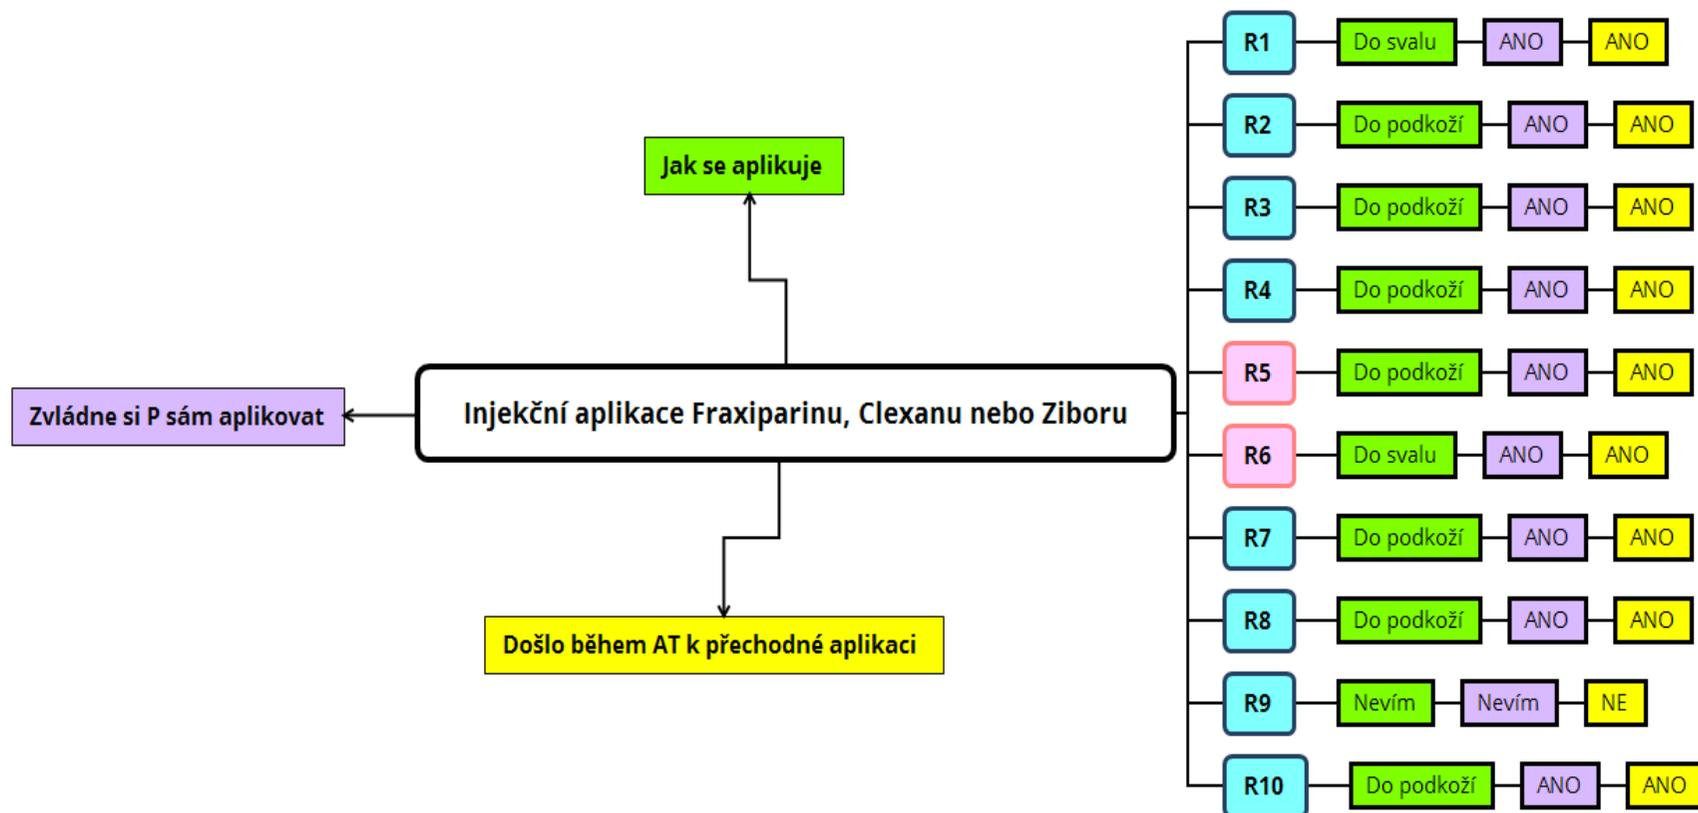 R1 Do svalu ANO ANO
R2 Do podkoží ANO ANO
Jak se aplikuje
R3 Do podkoží ANO ANO
R4 Do podkoží ANO ANO
R5 Do podkoží ANO ANO
Zvládne si P sám aplikovat
Injekční aplikace Fraxiparinu, Clexanu nebo Ziboru
R6 Do svalu ANO ANO
R7 Do podkoží ANO ANO
R8 Do podkoží ANO ANO
Došlo během AT k přechodné aplikaci
R9 Nevím Nevím NE
R10 Do podkoží ANO ANO